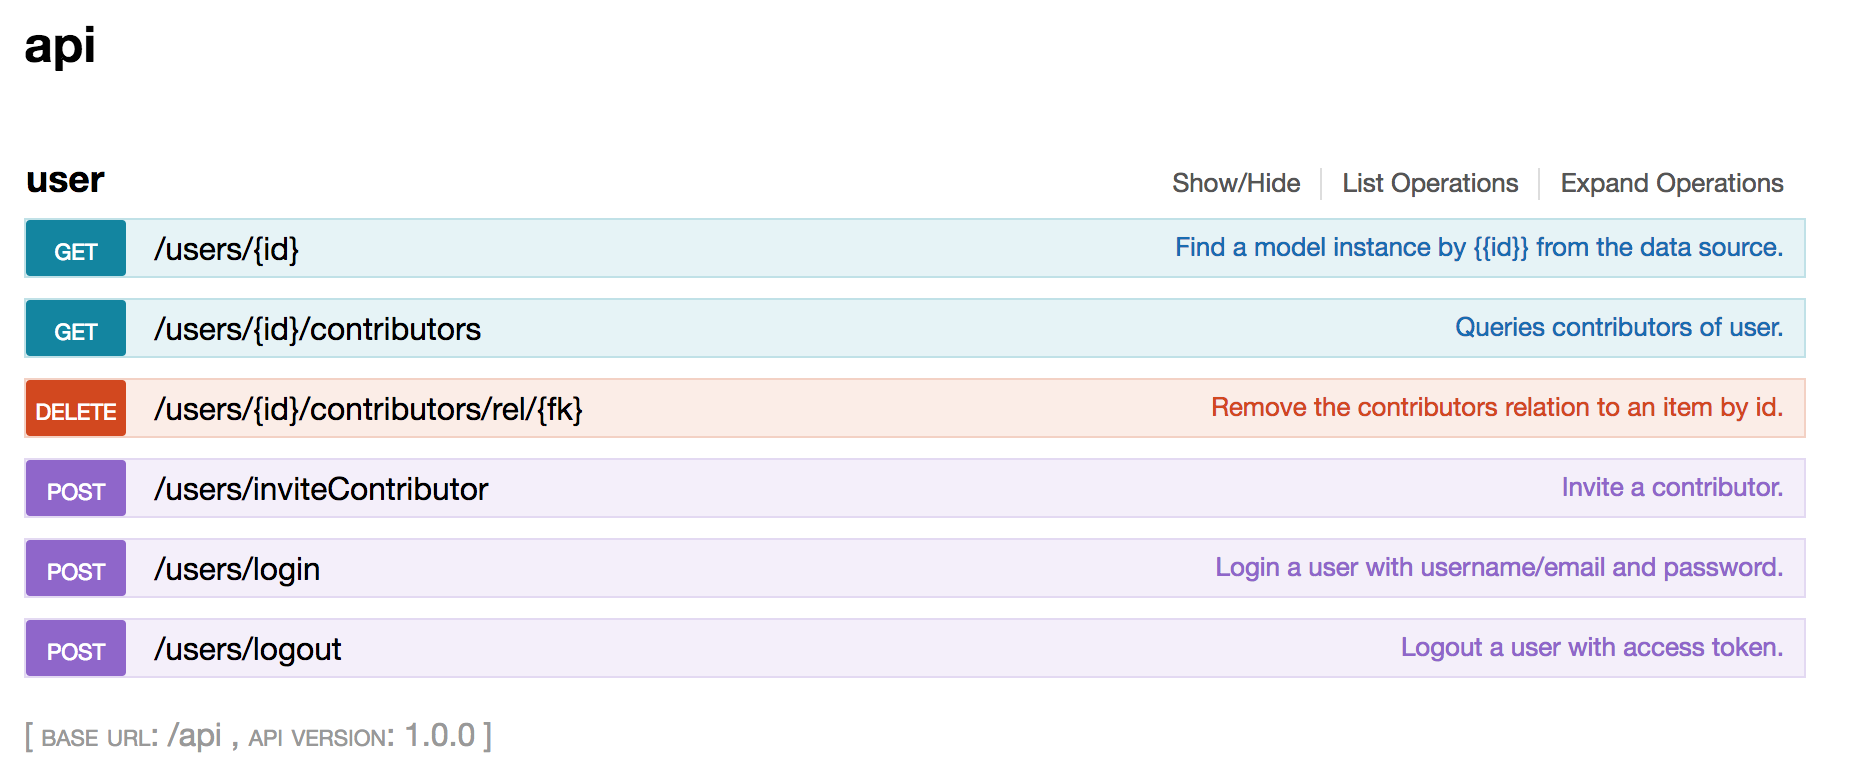 api
user Show/Hide List Operations Expand Operations
GET /users/{id} Find a model instance by {{id}} from the data source.
GET /users/{id}/contributors Queries contributors of user.
DELETE /users/{id}/contributors/rel/{fk} Remove the contributors relation to an item by id.
POST /users/inviteContributor Invite a contributor.
POST /users/login Login a user with username/email and password.
POST /users/logout Logout a user with access token.
[ BASE URL: /api , API VERSION: 1.0.0 ]